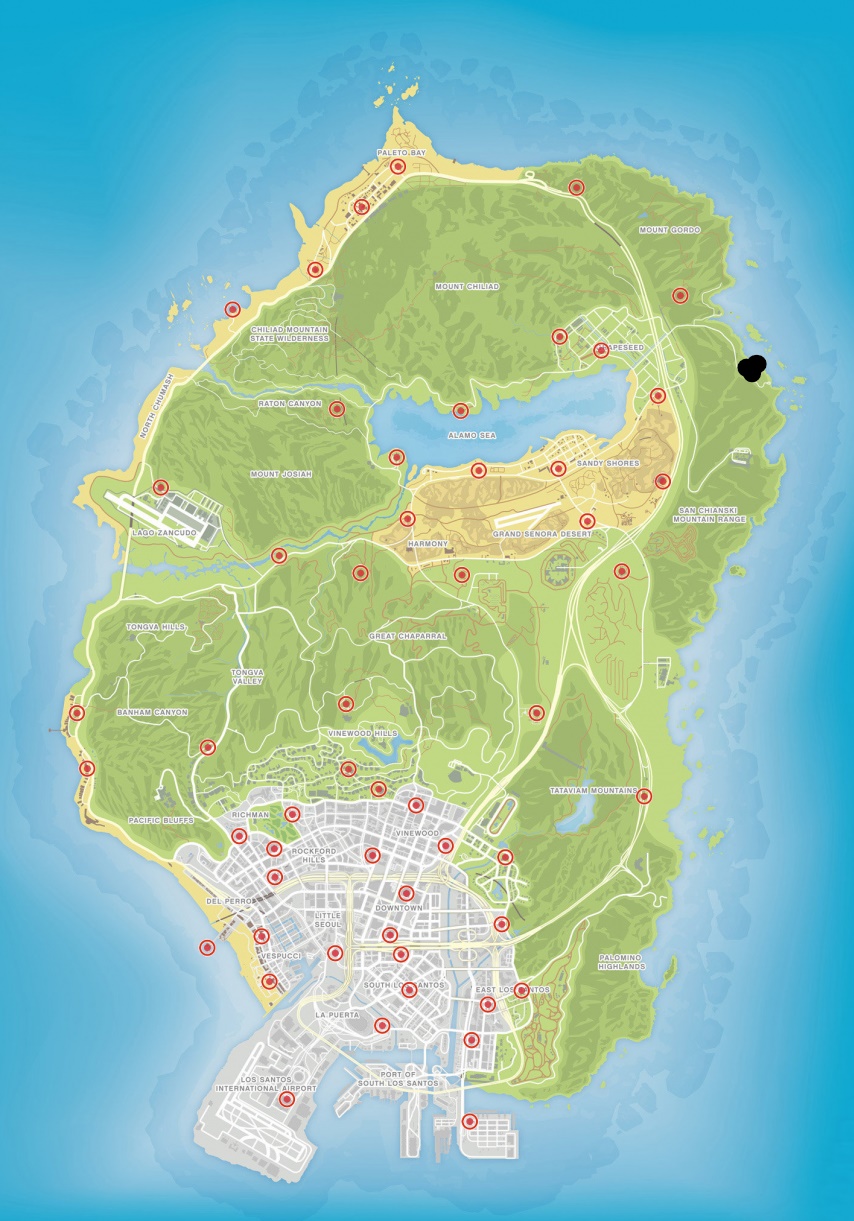 PALETO BAY
MOUNT GORDO
MOUNT CHILIAD
CHILIAD MOUNTAIN
STATE WILDERNESS
APESEED
NORTH CHUMASH
RATON CANYON
ALAMO SEA
SANDY SHORES
MOUNT JOSIAH
SAN CHIANSKI
MOUNTAIN RANGE
LAGO ZANCUDO
GRAND SENORA DESERT
HARMONY
TONGVA HILLS
GREAT CHAPARRAL
TONGVA
VALLEY
BANHAM CANYON
VINEWOOD HILLS
TATAVIAM MOUNTAINS
PACIFIC BLUFFS
RICHMAN
VINEWOOD
ROCKFORD
HILLS
DEL PERRO
DOWNTOWN
LITTLE
SEOUL
VESPUCCI
PALOMINO
HIGHLANDS
SOUTH LOS SANTOS
EAST LOS SANTOS
LA PUERTA
LOS SANTOS
INTERNATIONAL AIRPORT
PORT OF
SOUTH LOS SANTOS